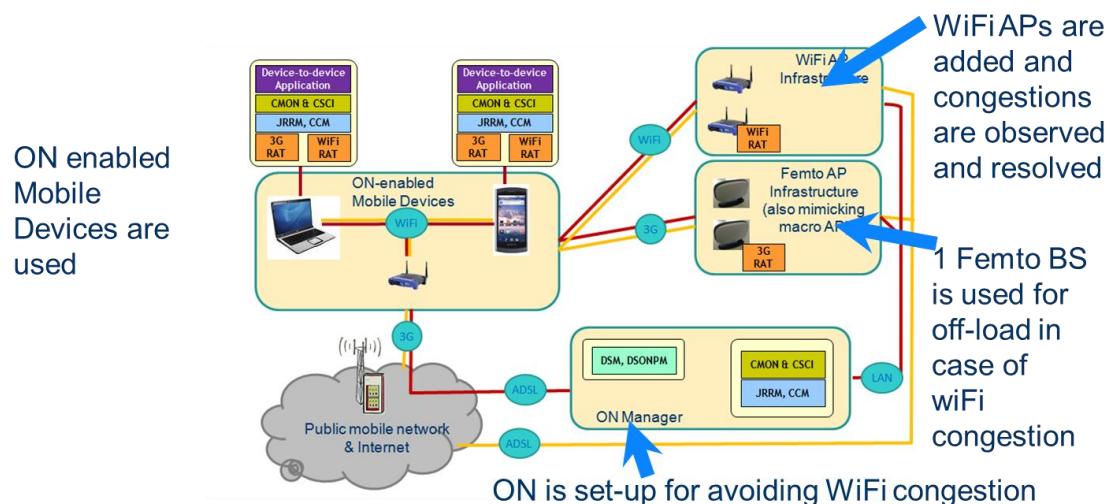 ON enabled
Mobile
Devices are
used
Device-to-device
Application
CMON & CSCI
JRRM, CCM
3G
RAT
WiFi
RAT
Device-to-device
Application
CMON & CSCI
JRRM, CCM
3G
RAT
WiFi
RAT
ON-enabled
Mobile Devices
WiFi
3G
Public mobile network
& Internet
WiFi
3G
WiFi AP
Infrastructure
WiFi
RAT
Femto AP
Infrastructure
(also mimicking
macro AP
3G
RAT
DSM, DSONPM
CMON & CSCI
JRRM, CCM
ON Manager
ADSL
ADSL
LAN
WiFi APs are
added and
congestions
are observed
and resolved
1 Femto BS
is used for
off-load in
case of
wiFi
congestion
ON is set-up for avoiding WiFi congestion